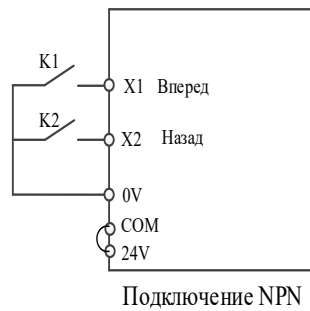 K1
X1 Вперед
K2
X2 Назад
0V
COM
24V
Подключение NPN